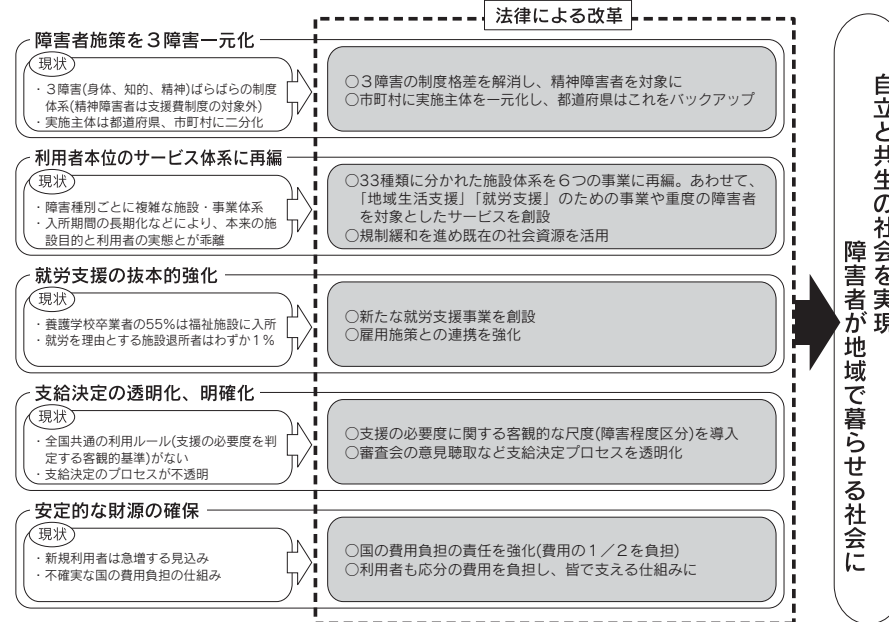 法律による改革
障害者施策を３障害一元化
現状
・３障害(身体、知的、精神)ばらばらの制度
体系(精神障害者は支援費制度の対象外)
・実施主体は都道府県、市町村に二分化
○３障害の制度格差を解消し、精神障害者を対象に
○市町村に実施主体を一元化し、都道府県はこれをバックアップ
利用者本位のサービス体系に再編
現状
・障害種別ごとに複雑な施設・事業体系
・入所期間の長期化などにより、本来の施
設目的と利用者の実態とが乖離
○33種類に分かれた施設体系を６つの事業に再編。あわせて、
「地域生活支援」「就労支援」のための事業や重度の障害者
を対象としたサービスを創設
○規制緩和を進め既存の社会資源を活用
就労支援の抜本的強化
現状
・養護学校卒業者の55％は福祉施設に入所
・就労を理由とする施設退所者はわずか１％
○新たな就労支援事業を創設
○雇用施策との連携を強化
支給決定の透明化、明確化
現状
・全国共通の利用ルール(支援の必要度を判
定する客観的基準)がない
・支給決定のプロセスが不透明
○支援の必要度に関する客観的な尺度(障害程度区分)を導入
○審査会の意見聴取など支給決定プロセスを透明化
安定的な財源の確保
現状
・新規利用者は急増する見込み
・不確実な国の費用負担の仕組み
○国の費用負担の責任を強化(費用の１／２を負担)
○利用者も応分の費用を負担し、皆で支える仕組みに
障害者が地域で暮らせる社会に
自立と共生の社会を実現